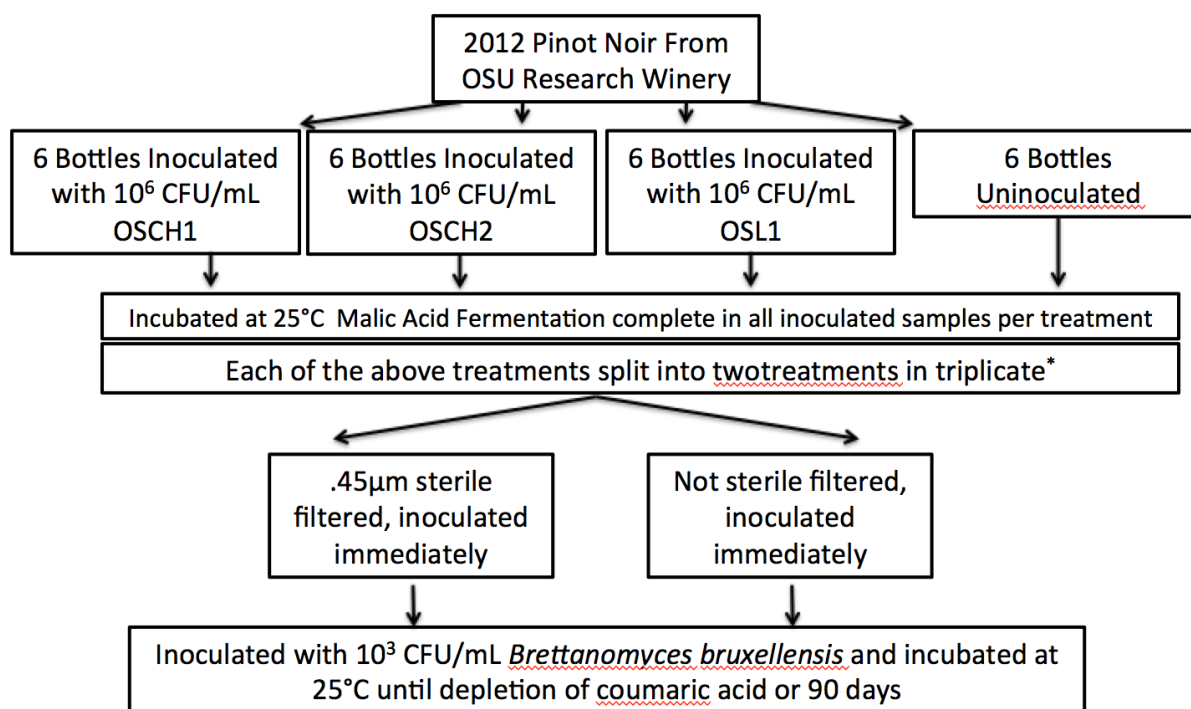 2012 Pinot Noir From
OSU Research Winery
6 Bottles Inoculated
with 10⁶ CFU/mL
OSCH1
6 Bottles Inoculated
with 10⁶ CFU/mL
OSCH2
6 Bottles Inoculated
with 10⁶ CFU/mL
OSL1
6 Bottles
Uninoculated
Incubated at 25°C  Malic Acid Fermentation complete in all inoculated samples per treatment
Each of the above treatments split into twotreatments in triplicate*
.45µm sterile
filtered, inoculated
immediately
Not sterile filtered,
inoculated
immediately
Inoculated with 10³ CFU/mL Brettanomyces bruxellensis and incubated at
25°C until depletion of coumaric acid or 90 days